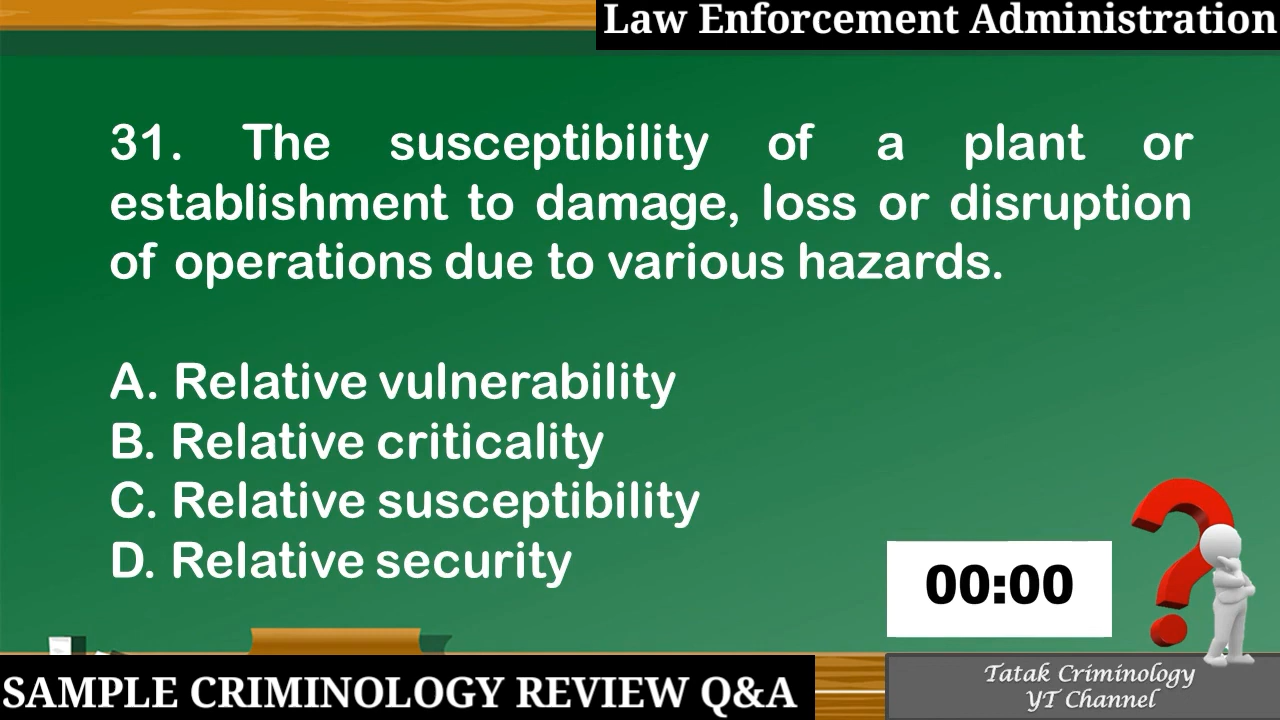 Law Enforcement Administration
31. The susceptibility of a plant or
establishment to damage, loss or disruption
of operations due to various hazards.
A. Relative vulnerability
B. Relative criticality
C. Relative susceptibility
D. Relative security
00:00
SAMPLE CRIMINOLOGY REVIEW Q&A
Tatak Criminology
YT Channel